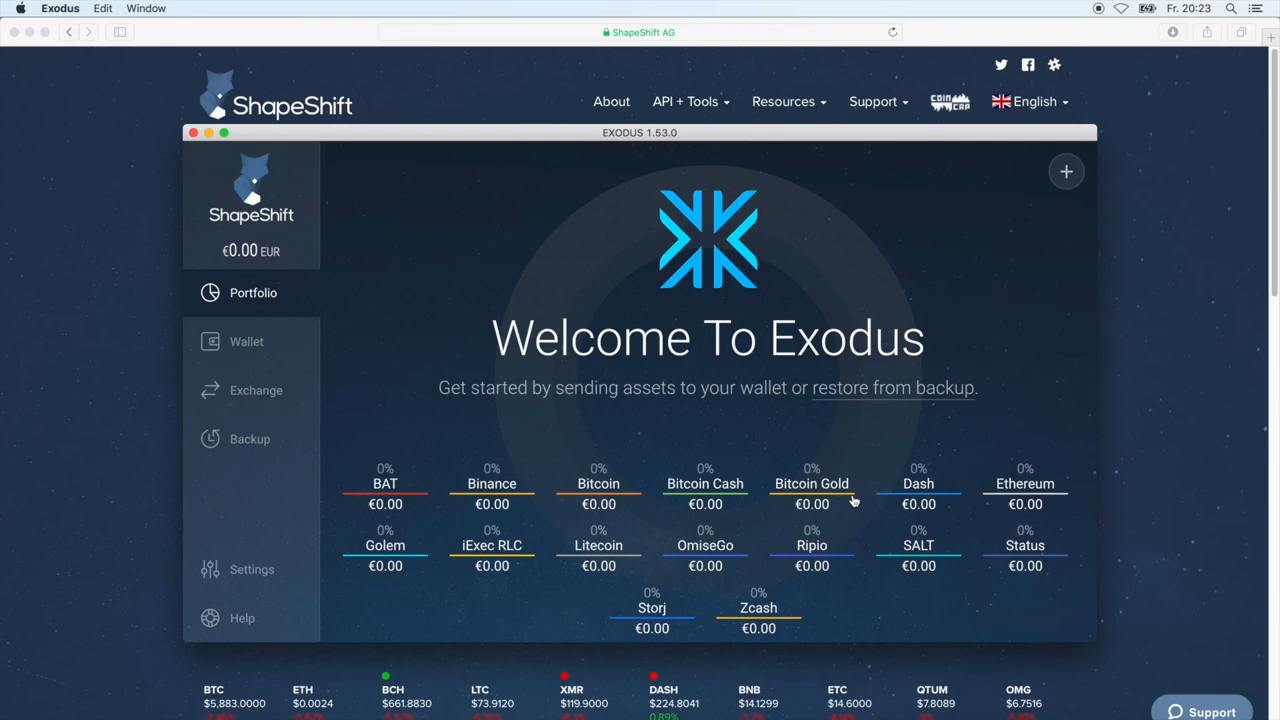 Exodus Edit Window Fr. 20:23
ShapeShift AG
ShapeShift
About API + Tools Resources Support COIN CAP English
EXODUS 1.53.0
ShapeShift
€0.00 EUR
Portfolio
Wallet
Exchange
Backup
Settings
Help
Welcome To Exodus
Get started by sending assets to your wallet or restore from backup.
0% 0% 0% 0% 0% 0% 0%
BAT Binance Bitcoin Bitcoin Cash Bitcoin Gold Dash Ethereum
€0.00 €0.00 €0.00 €0.00 €0.00 €0.00 €0.00
0% 0% 0% 0% 0% 0% 0%
Golem iExec RLC Litecoin OmiseGo Ripio SALT Status
€0.00 €0.00 €0.00 €0.00 €0.00 €0.00 €0.00
0% 0%
Storj Zcash
€0.00 €0.00
BTC ETH BCH LTC XMR DASH BNB ETC QTUM OMG
$5,883.0000 $0.0024 $661.8830 $73.9120 $119.9000 $224.8041 $14.1299 $14.6000 $7.8089 $6.7516
0.89%
Support